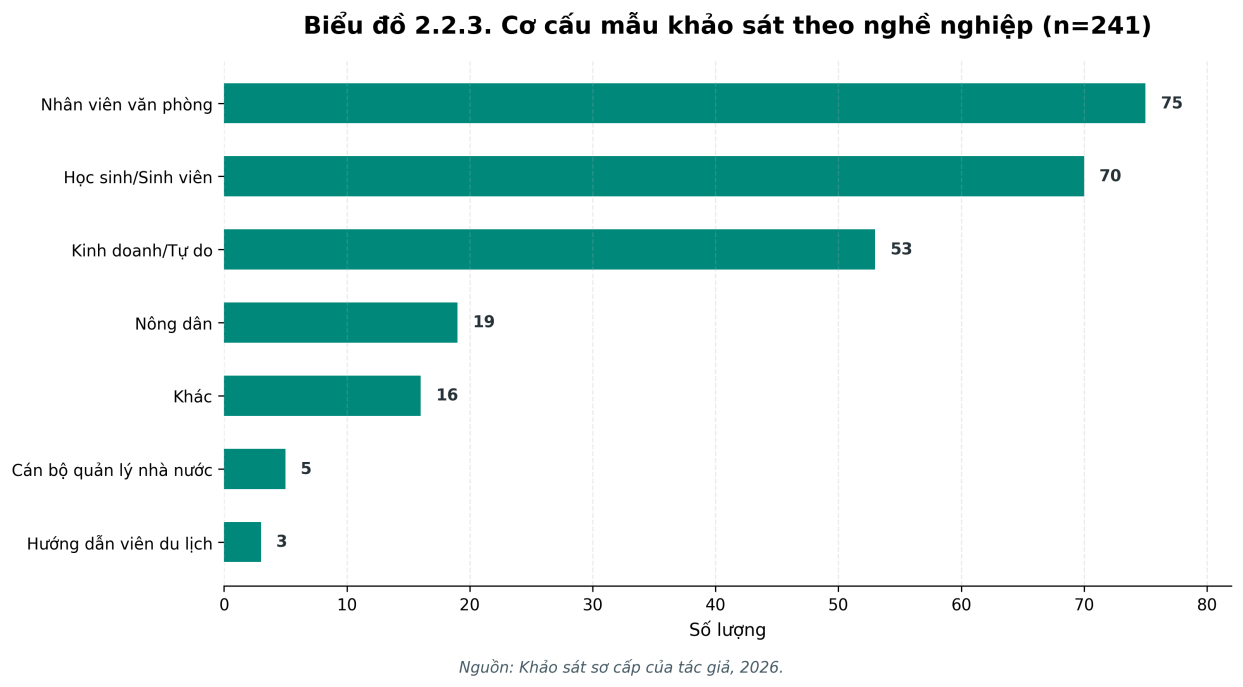 Biểu đồ 2.2.3. Cơ cấu mẫu khảo sát theo nghề nghiệp (n=241)
Nhân viên văn phòng 75
Học sinh/Sinh viên 70
Kinh doanh/Tự do 53
Nông dân 19
Khác 16
Cán bộ quản lý nhà nước 5
Hướng dẫn viên du lịch 3
0 10 20 30 40 50 60 70 80
Số lượng
Nguồn: Khảo sát sơ cấp của tác giả, 2026.